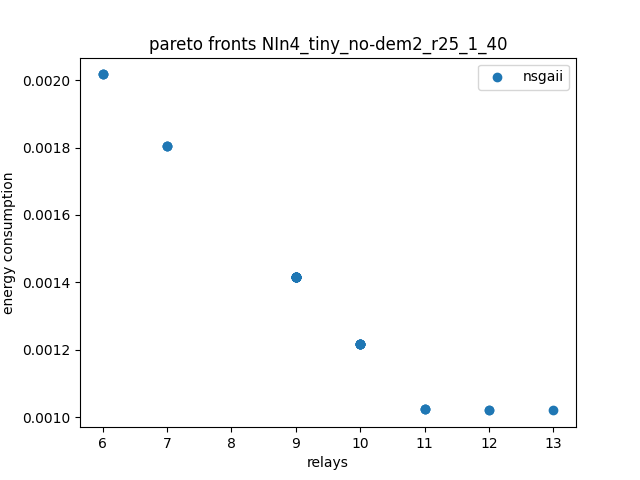 pareto fronts NIn4_tiny_no-dem2_r25_1_40
nsgaii
energy consumption
0.0020
0.0018
0.0016
0.0014
0.0012
0.0010
6 7 8 9 10 11 12 13
relays